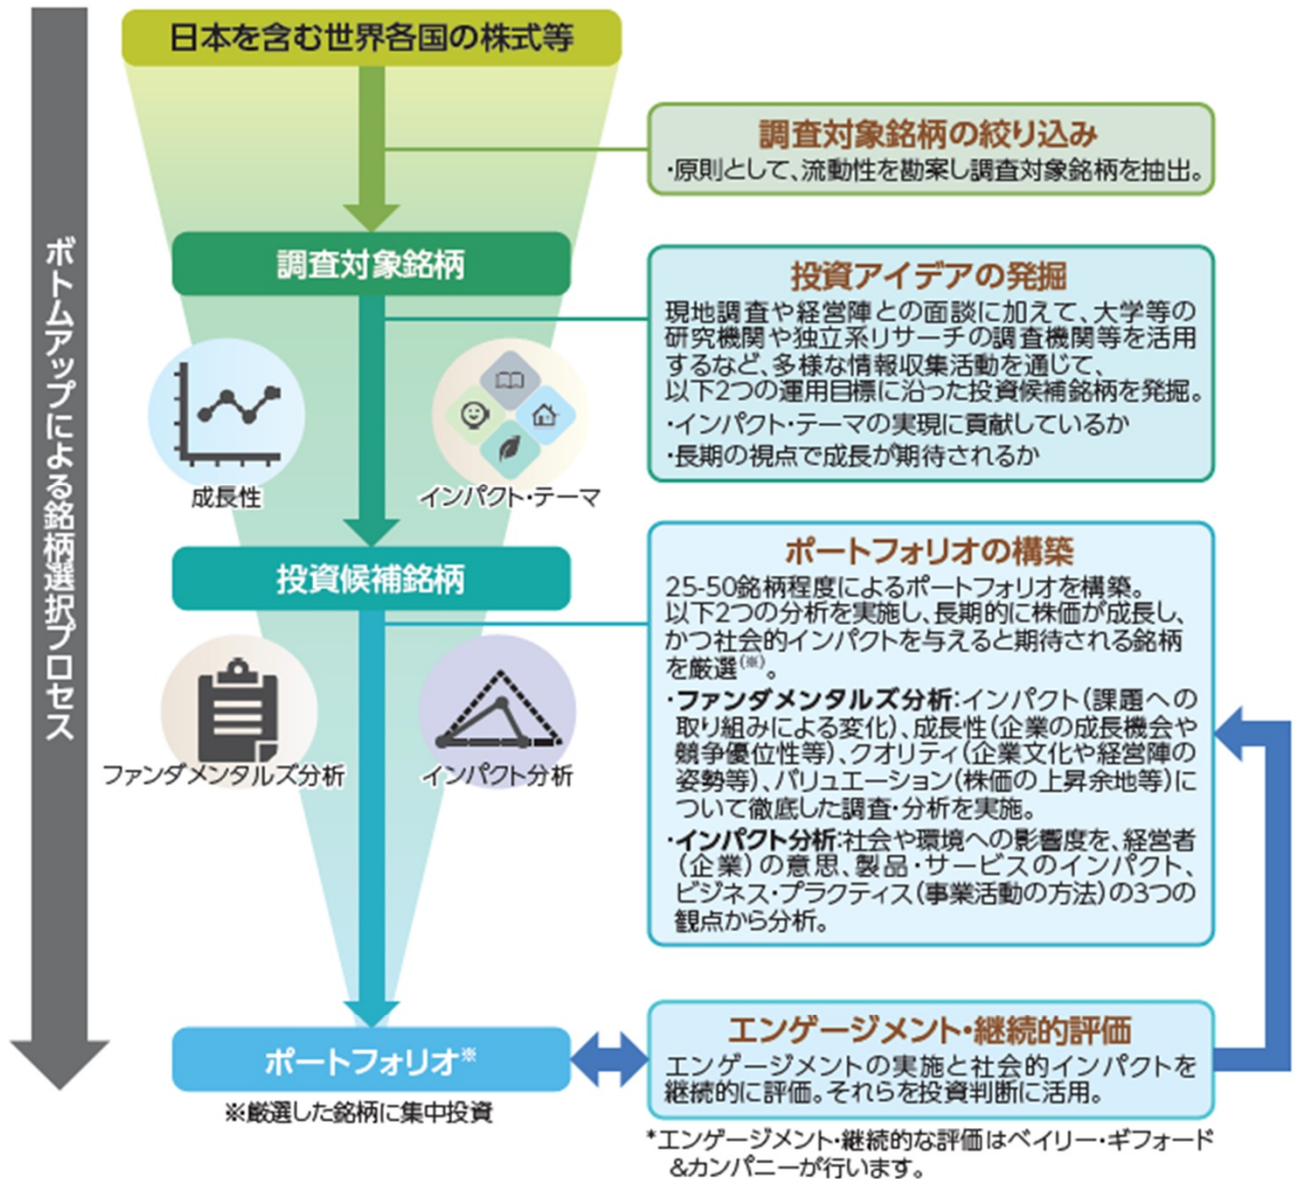 ボトムアップによる銘柄選択プロセス
日本を含む世界各国の株式等
調査対象銘柄の絞り込み
・原則として、流動性を勘案し調査対象銘柄を抽出。
調査対象銘柄
投資アイデアの発掘
現地調査や経営陣との面談に加えて、大学等の
研究機関や独立系リサーチの調査機関等を活用
するなど、多様な情報収集活動を通じて、
以下2つの運用目標に沿った投資候補銘柄を発掘。
・インパクト・テーマの実現に貢献しているか
・長期の視点で成長が期待されるか
成長性
インパクト・テーマ
投資候補銘柄
ポートフォリオの構築
25-50銘柄程度によるポートフォリオを構築。
以下2つの分析を実施し、長期的に株価が成長し、
かつ社会的インパクトを与えると期待される銘柄
を厳選(※)。
・ファンダメンタルズ分析:インパクト(課題への
取り組みによる変化)、成長性(企業の成長機会や
競争優位性等)、クオリティ(企業文化や経営陣の
姿勢等)、バリュエーション(株価の上昇余地等)に
ついて徹底した調査・分析を実施。
・インパクト分析:社会や環境への影響度を、経営者
(企業)の意思、製品・サービスのインパクト、
ビジネス・プラクティス(事業活動の方法)の3つの
観点から分析。
ファンダメンタルズ分析
インパクト分析
ポートフォリオ※
※厳選した銘柄に集中投資
エンゲージメント・継続的評価
エンゲージメントの実施と社会的インパクトを
継続的に評価。それらを投資判断に活用。
*エンゲージメント・継続的な評価はベイリー・ギフォード
&カンパニーが行います。